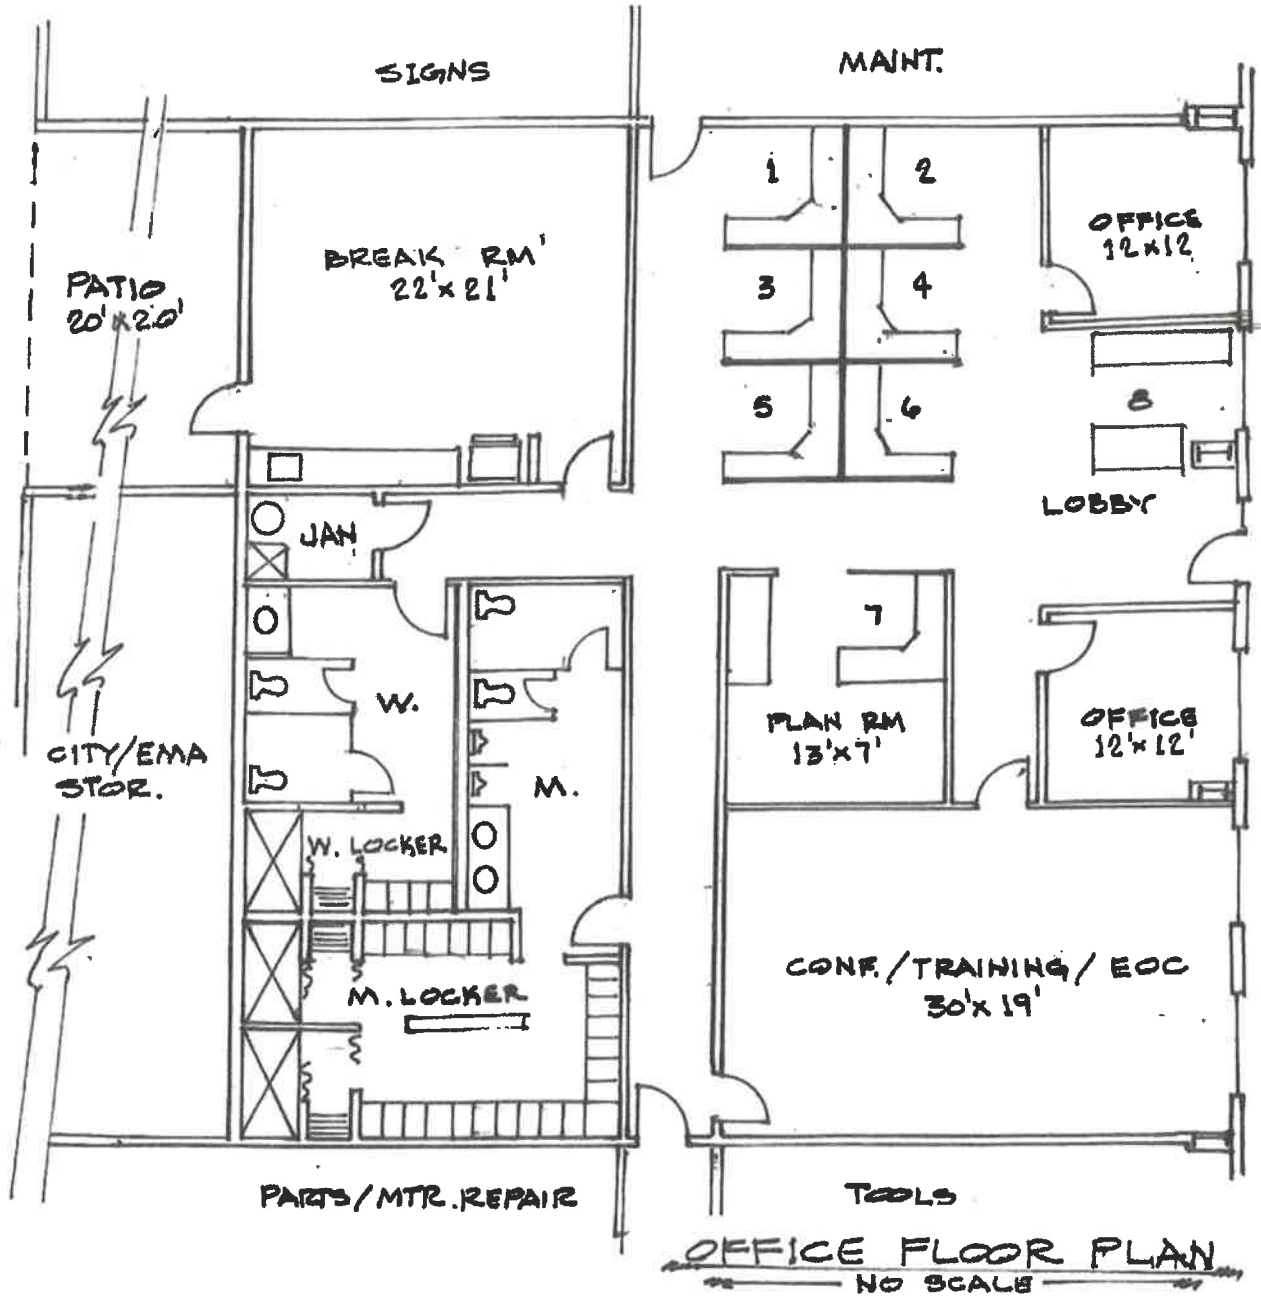 SIGNS
MAINT.
1
2
OFFICE
12x12
BREAK RM'
22'x21'
PATIO
20'x20'
3
4
5
6
8
LOBBY
JAN
7
W.
PLAN RM
13'x7'
OFFICE
12'x12'
CITY/EMA
STOR.
M.
W. LOCKER
CONF./TRAINING/EOC
30'x19'
M. LOCKER
PARTS/MTR.REPAIR
TOOLS
OFFICE FLOOR PLAN
NO SCALE